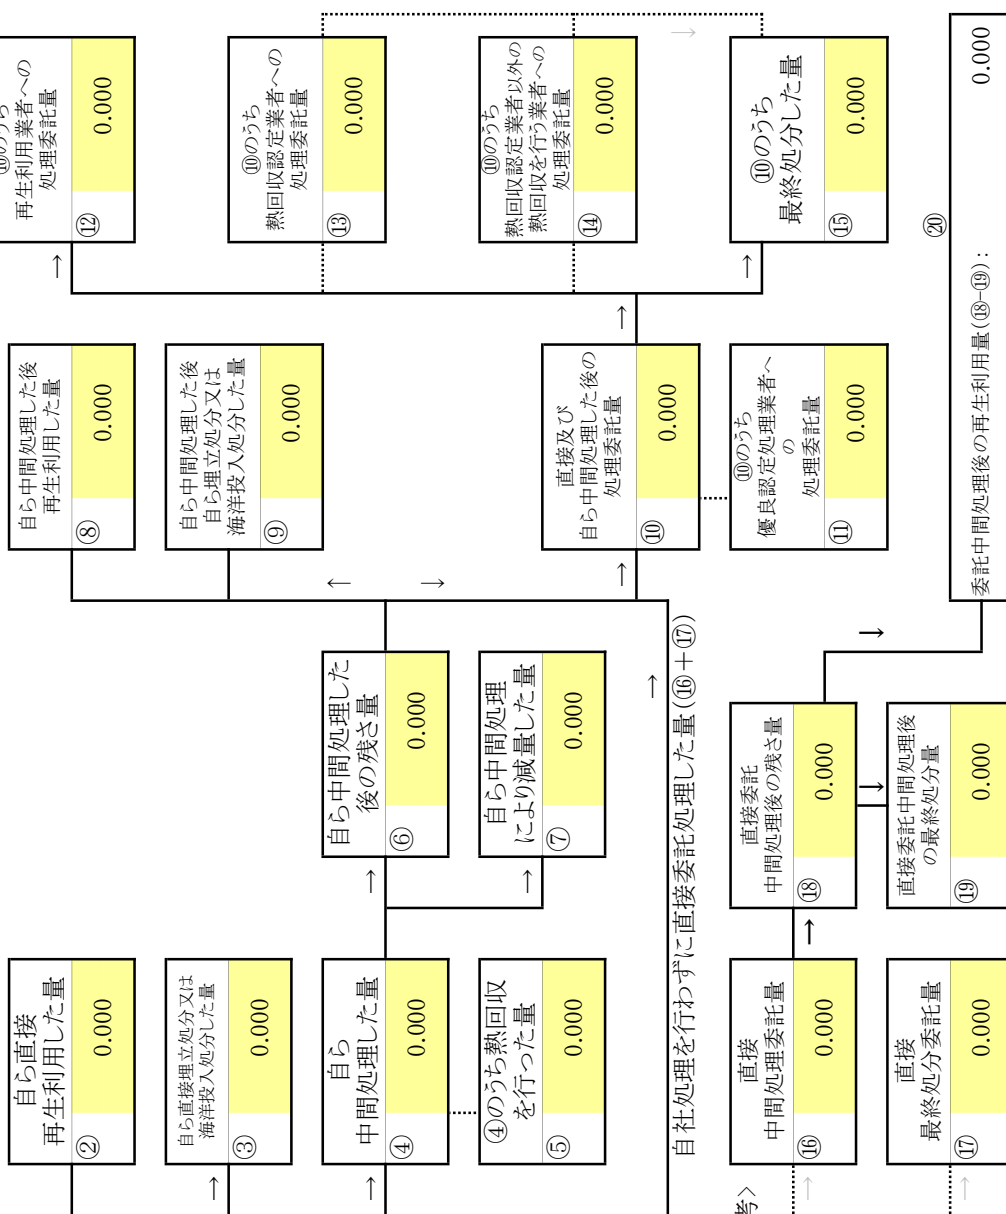 自ら直接
再生利用した量
②
0.000
自ら直接埋立処分又は
海洋投入処分した量
③
0.000
自ら
中間処理した量
④
0.000
④のうち熱回収
を行った量
⑤
0.000
自ら中間処理した
後の残さ量
⑥
0.000
自ら中間処理
により減量した量
⑦
0.000
自ら中間処理した後
再生利用した量
⑧
0.000
自ら中間処理した後
自ら埋立処分又は
海洋投入処分した量
⑨
0.000
直接及び
自ら中間処理した後の
処理委託量
⑩
0.000
⑩のうち
優良認定処理業者へ
の
処理委託量
⑪
0.000
⑩のうち
再生利用業者への
処理委託量
⑫
0.000
⑩のうち
熱回収認定業者への
処理委託量
⑬
0.000
⑩のうち
熱回収認定業者以外の
熱回収を行う業者への
処理委託量
⑭
0.000
⑩のうち
最終処分した量
⑮
0.000
自社処理を行わずに直接委託処理した量(⑯+⑰)
考>
直接
中間処理委託量
⑯
0.000
直接
最終処分委託量
⑰
0.000
直接委託
中間処理後の残さ量
⑱
0.000
直接委託中間処理後
の最終処分量
⑲
0.000
⑳
委託中間処理後の再生利用量(⑱-⑲): 0.000